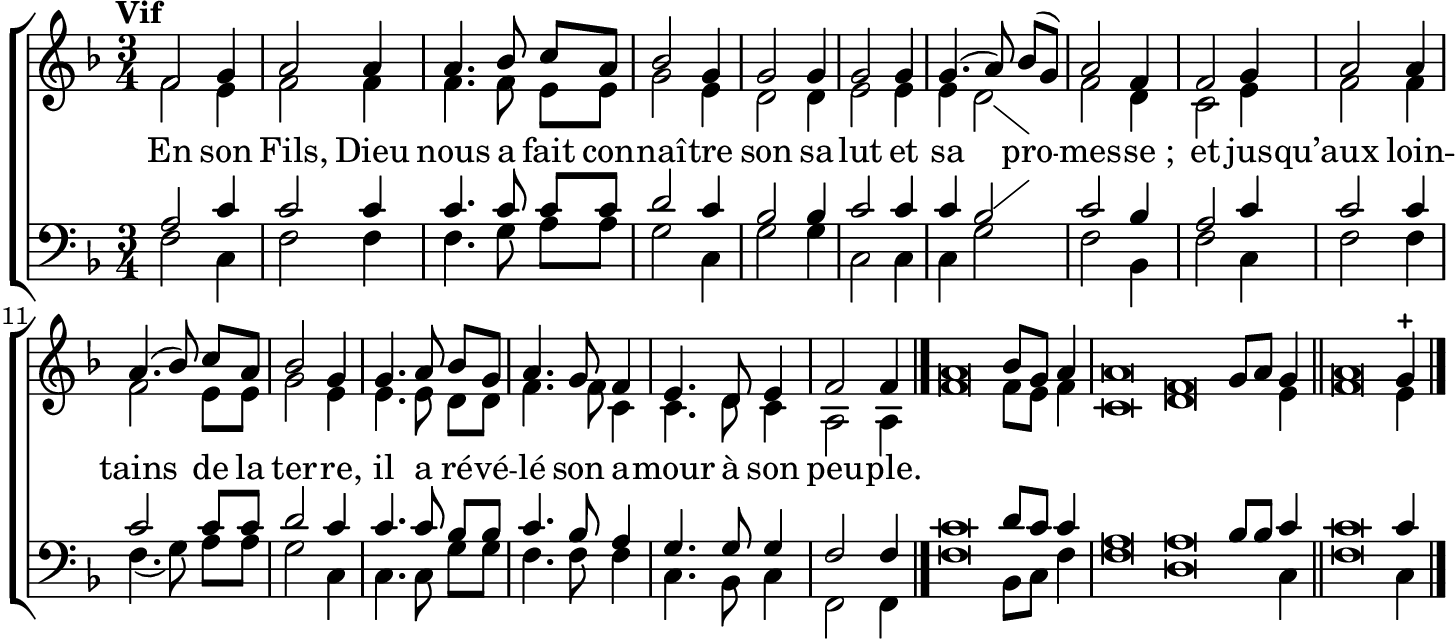 Vif
En son Fils, Dieu nous a fait connaître son salut et sa pro-messe ; et jusqu’aux loin-
11
tains de la terre, il a révé-lé son amour à son peuple.